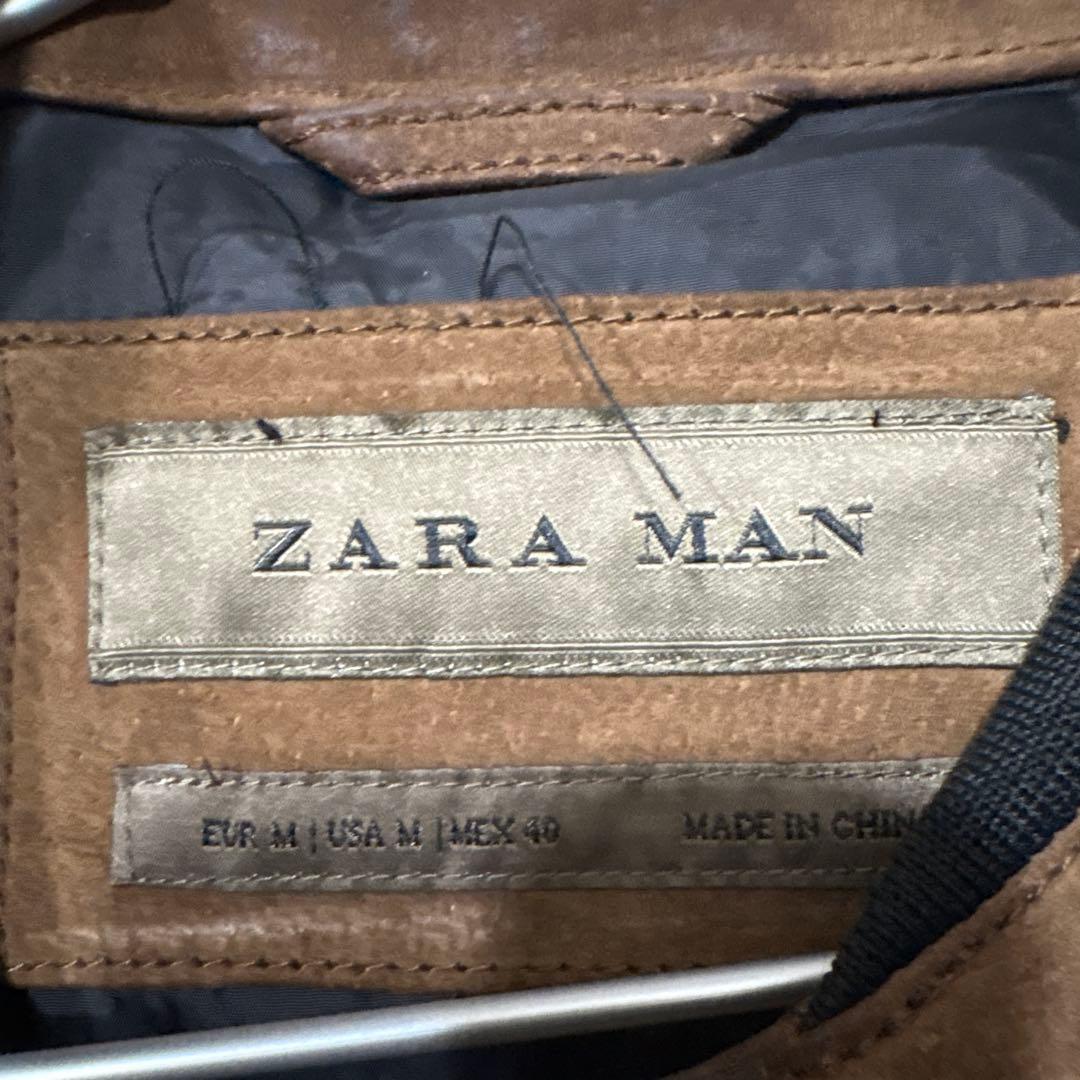 ZARA MAN
EUR M | USA M | MEX 40 MADE IN CHIN